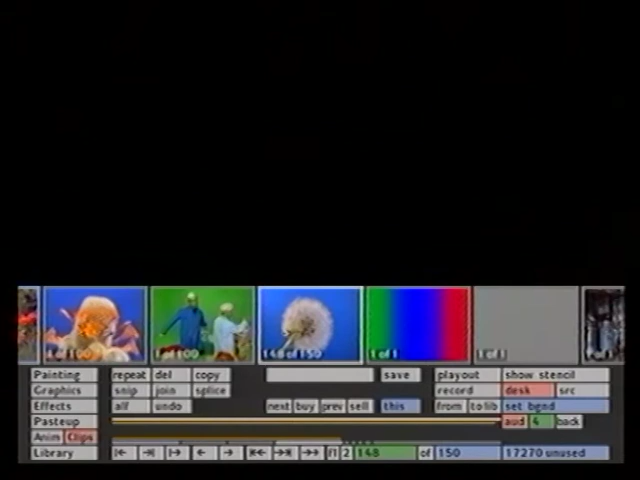 1 of 100 1 of 100 148 of 150 1 of 1 1 of 1 1 of 1
Painting repeat del copy save playout show stencil
Graphics snip join splice record desk src
Effects all undo next buy prev sell this from to lib set bgnd
Pasteup aud 4 back
Anim Clips
Library f1 2 148 of 150 17270 unused